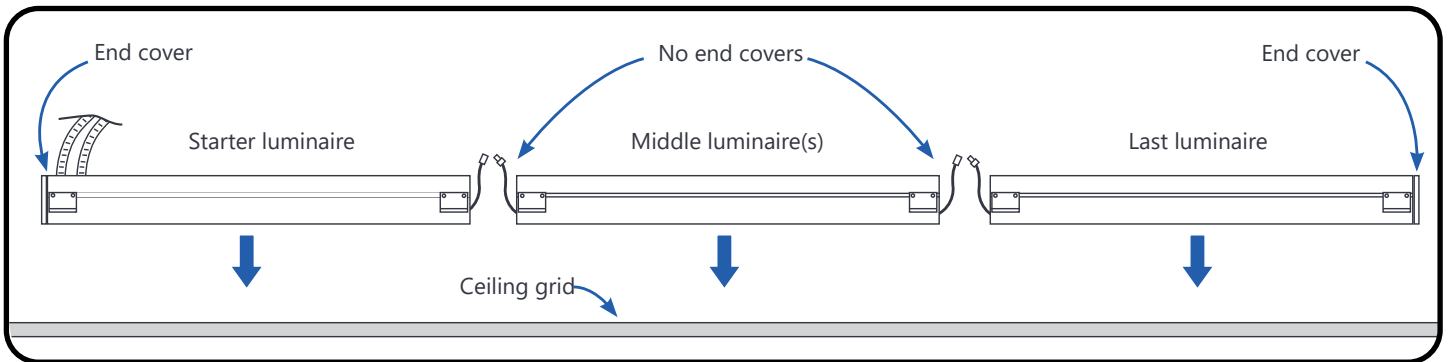 End cover
No end covers
End cover
Starter luminaire
Middle luminaire(s)
Last luminaire
Ceiling grid